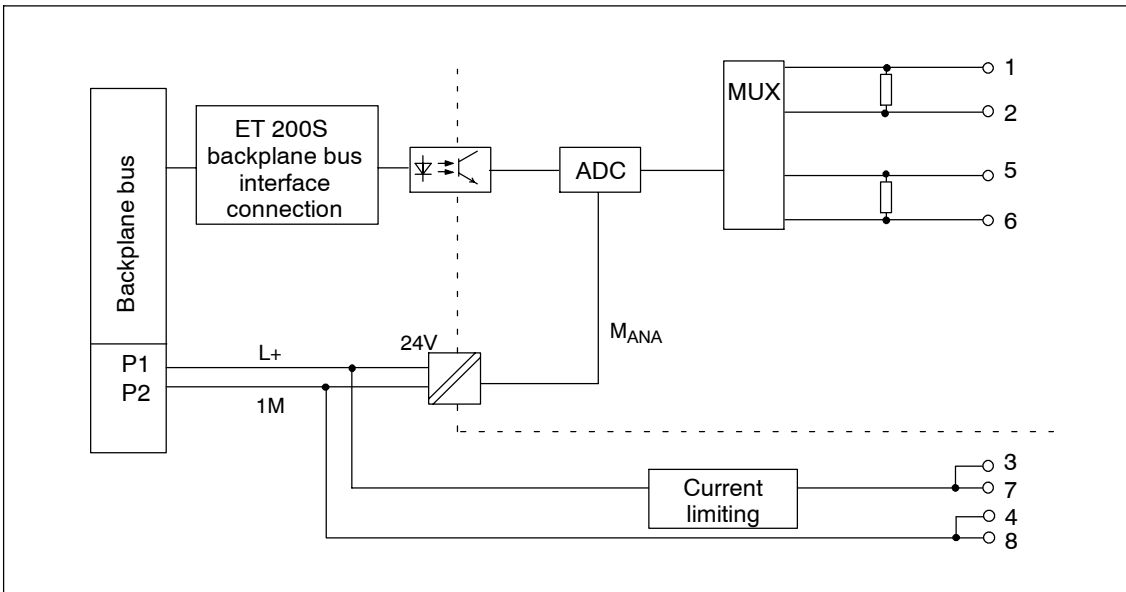 Backplane bus
ET 200S
backplane bus
interface
connection
ADC
MUX
1
2
5
6
P1
P2
L+
1M
24V
MANA
Current
limiting
3
7
4
8